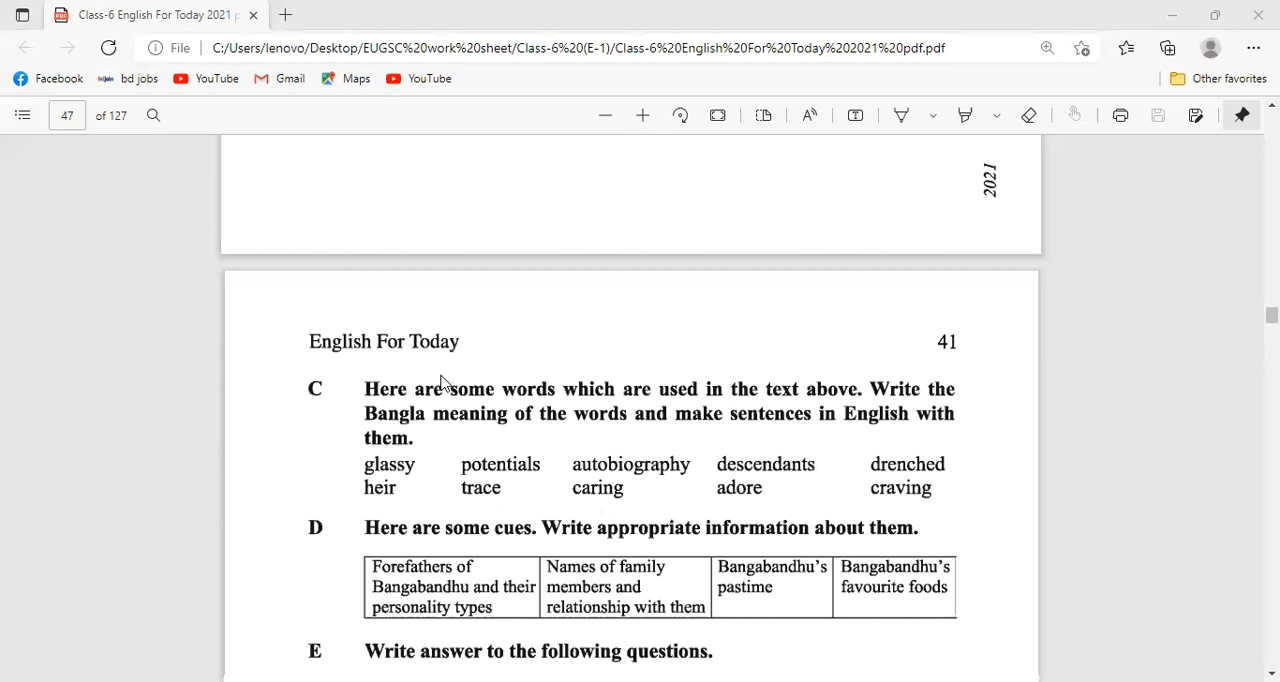 Class-6 English For Today 2021 p
File C:/Users/lenovo/Desktop/EUGSC%20work%20sheet/Class-6%20(E-1)/Class-6%20English%20For%20Today%202021%20pdf.pdf
Facebook bd jobs YouTube Gmail Maps YouTube Other favorites
47 of 127
2021
English For Today 41
C Here are some words which are used in the text above. Write the
Bangla meaning of the words and make sentences in English with
them.
glassy potentials autobiography descendants drenched
heir trace caring adore craving
D Here are some cues. Write appropriate information about them.
Forefathers of Names of family Bangabandhu's Bangabandhu's
Bangabandhu and their members and pastime favourite foods
personality types relationship with them
E Write answer to the following questions.